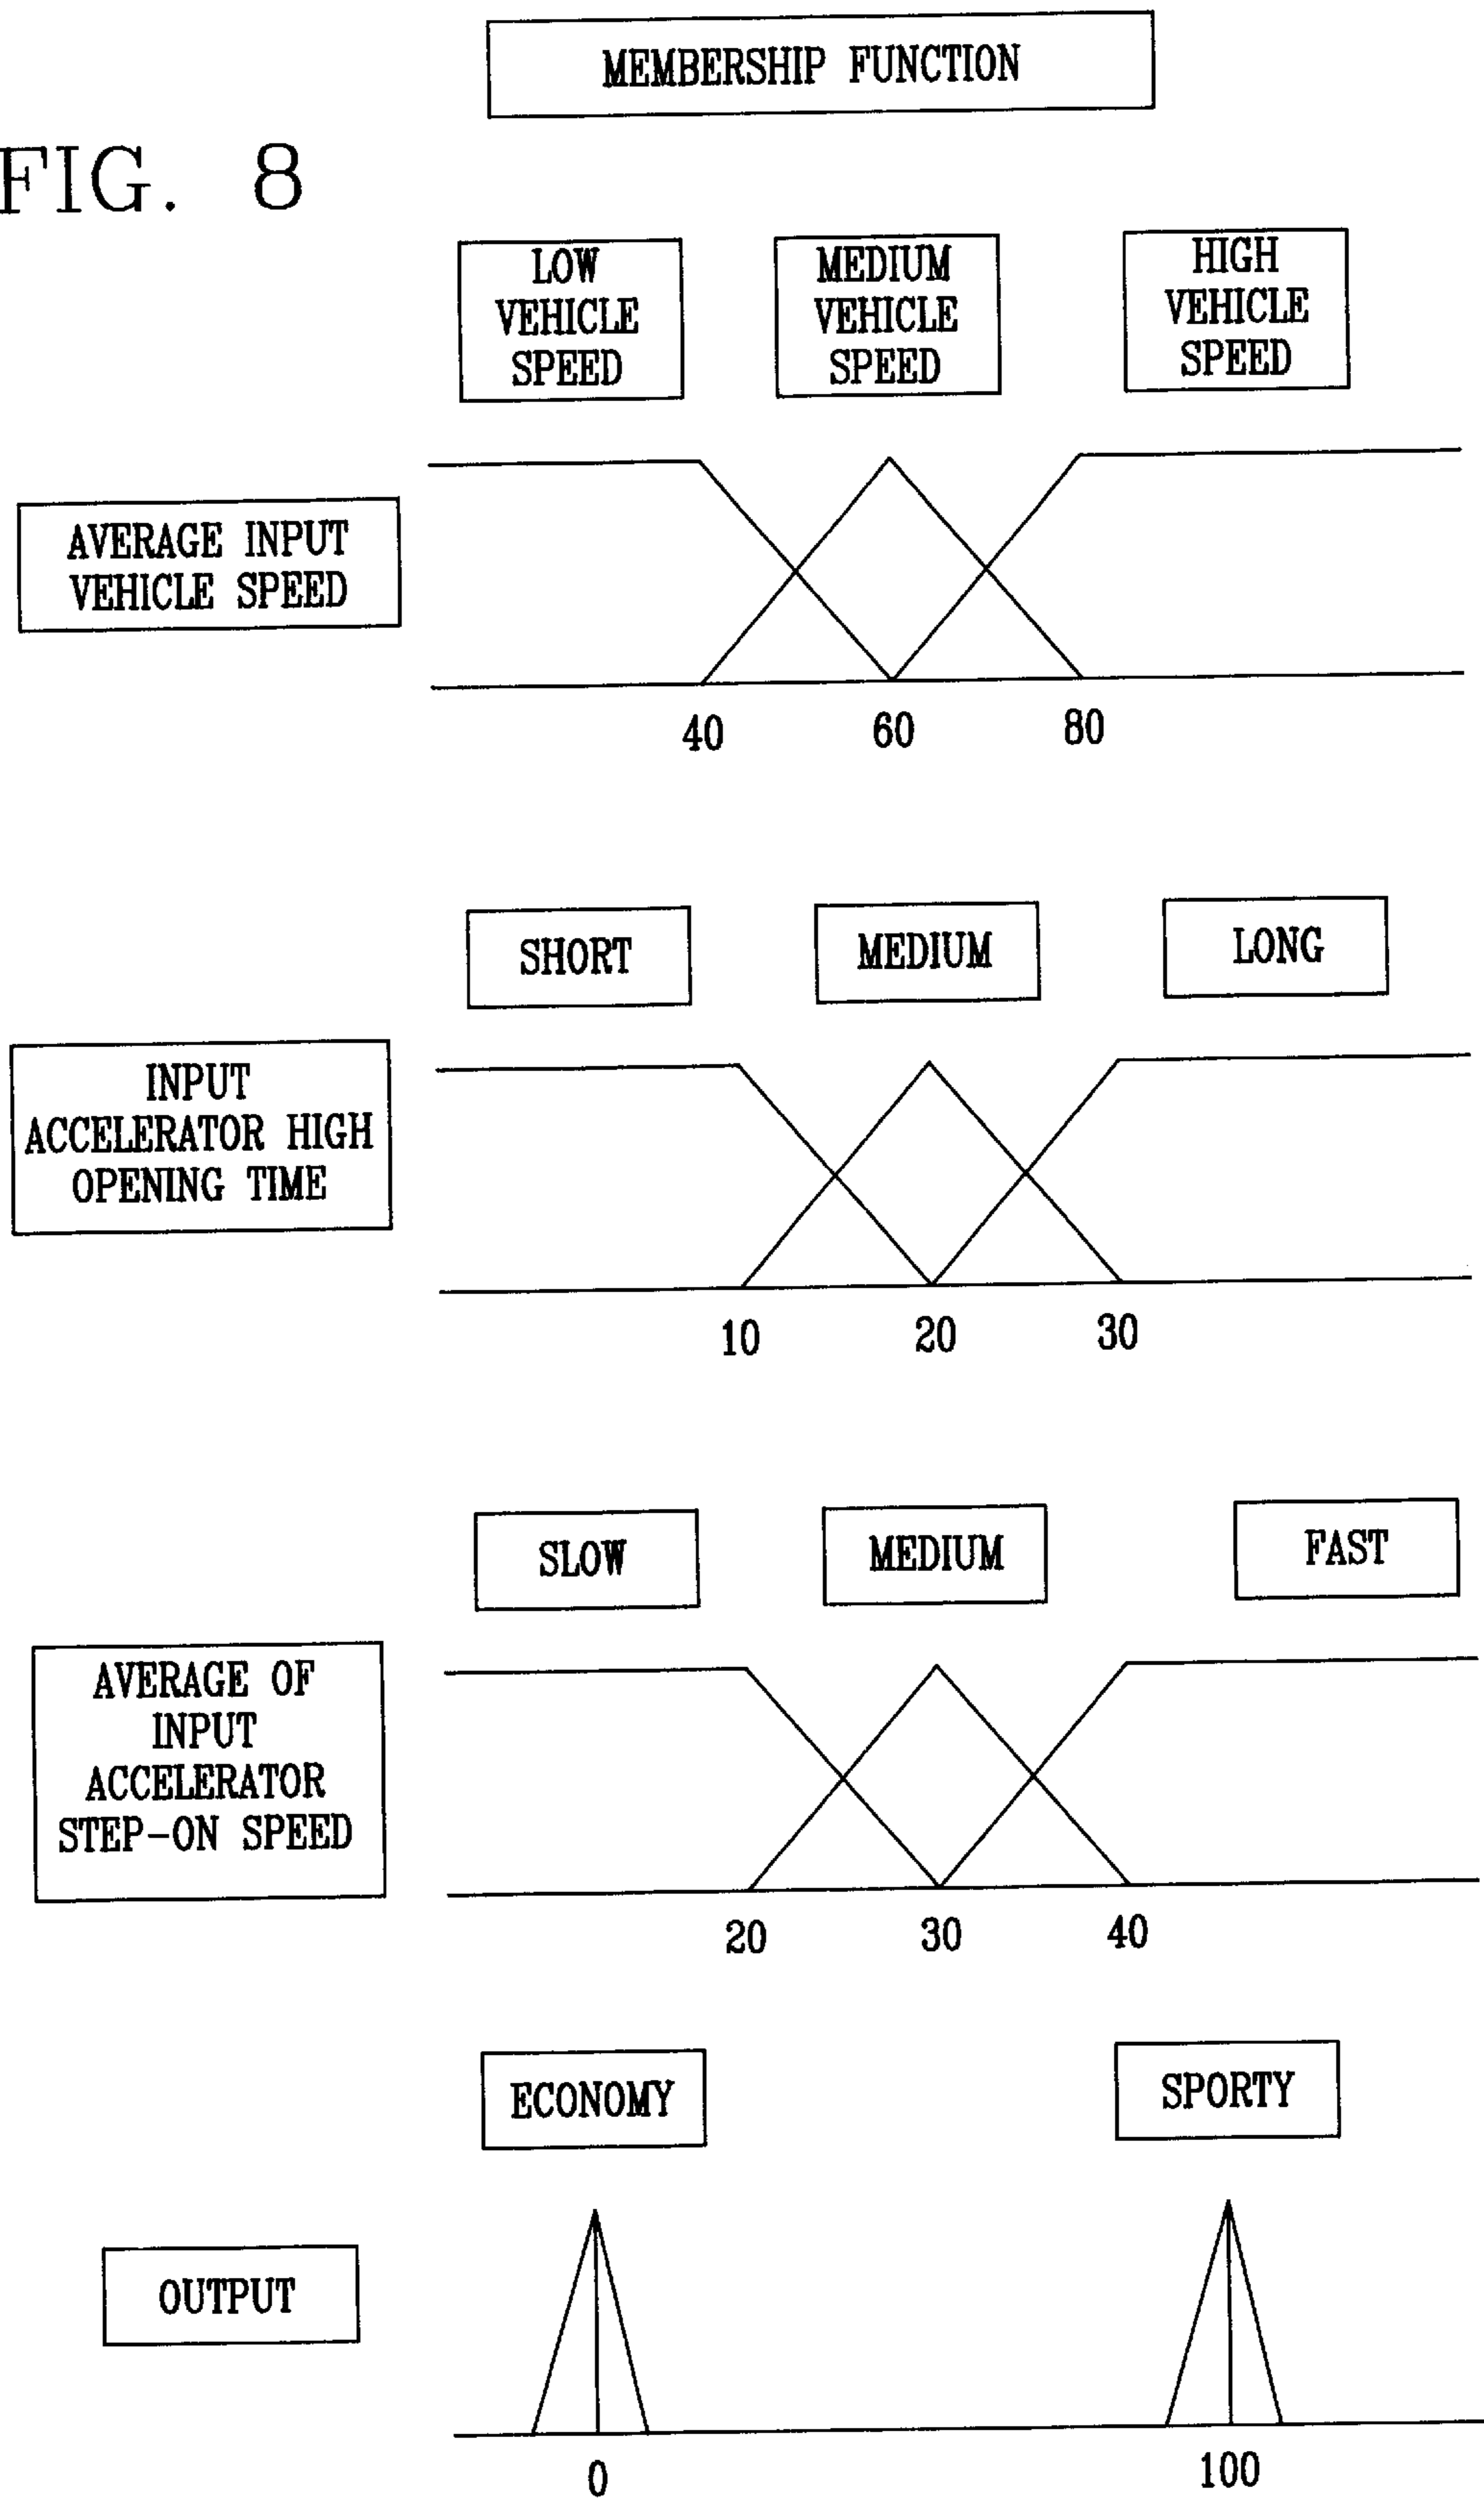 MEMBERSHIP FUNCTION
FIG. 8
LOW
VEHICLE
SPEED
MEDIUM
VEHICLE
SPEED
HIGH
VEHICLE
SPEED
AVERAGE INPUT
VEHICLE SPEED
40
60
80
SHORT
MEDIUM
LONG
INPUT
ACCELERATOR HIGH
OPENING TIME
10
20
30
SLOW
MEDIUM
FAST
AVERAGE OF
INPUT
ACCELERATOR
STEP-ON SPEED
20
30
40
ECONOMY
SPORTY
OUTPUT
0
100